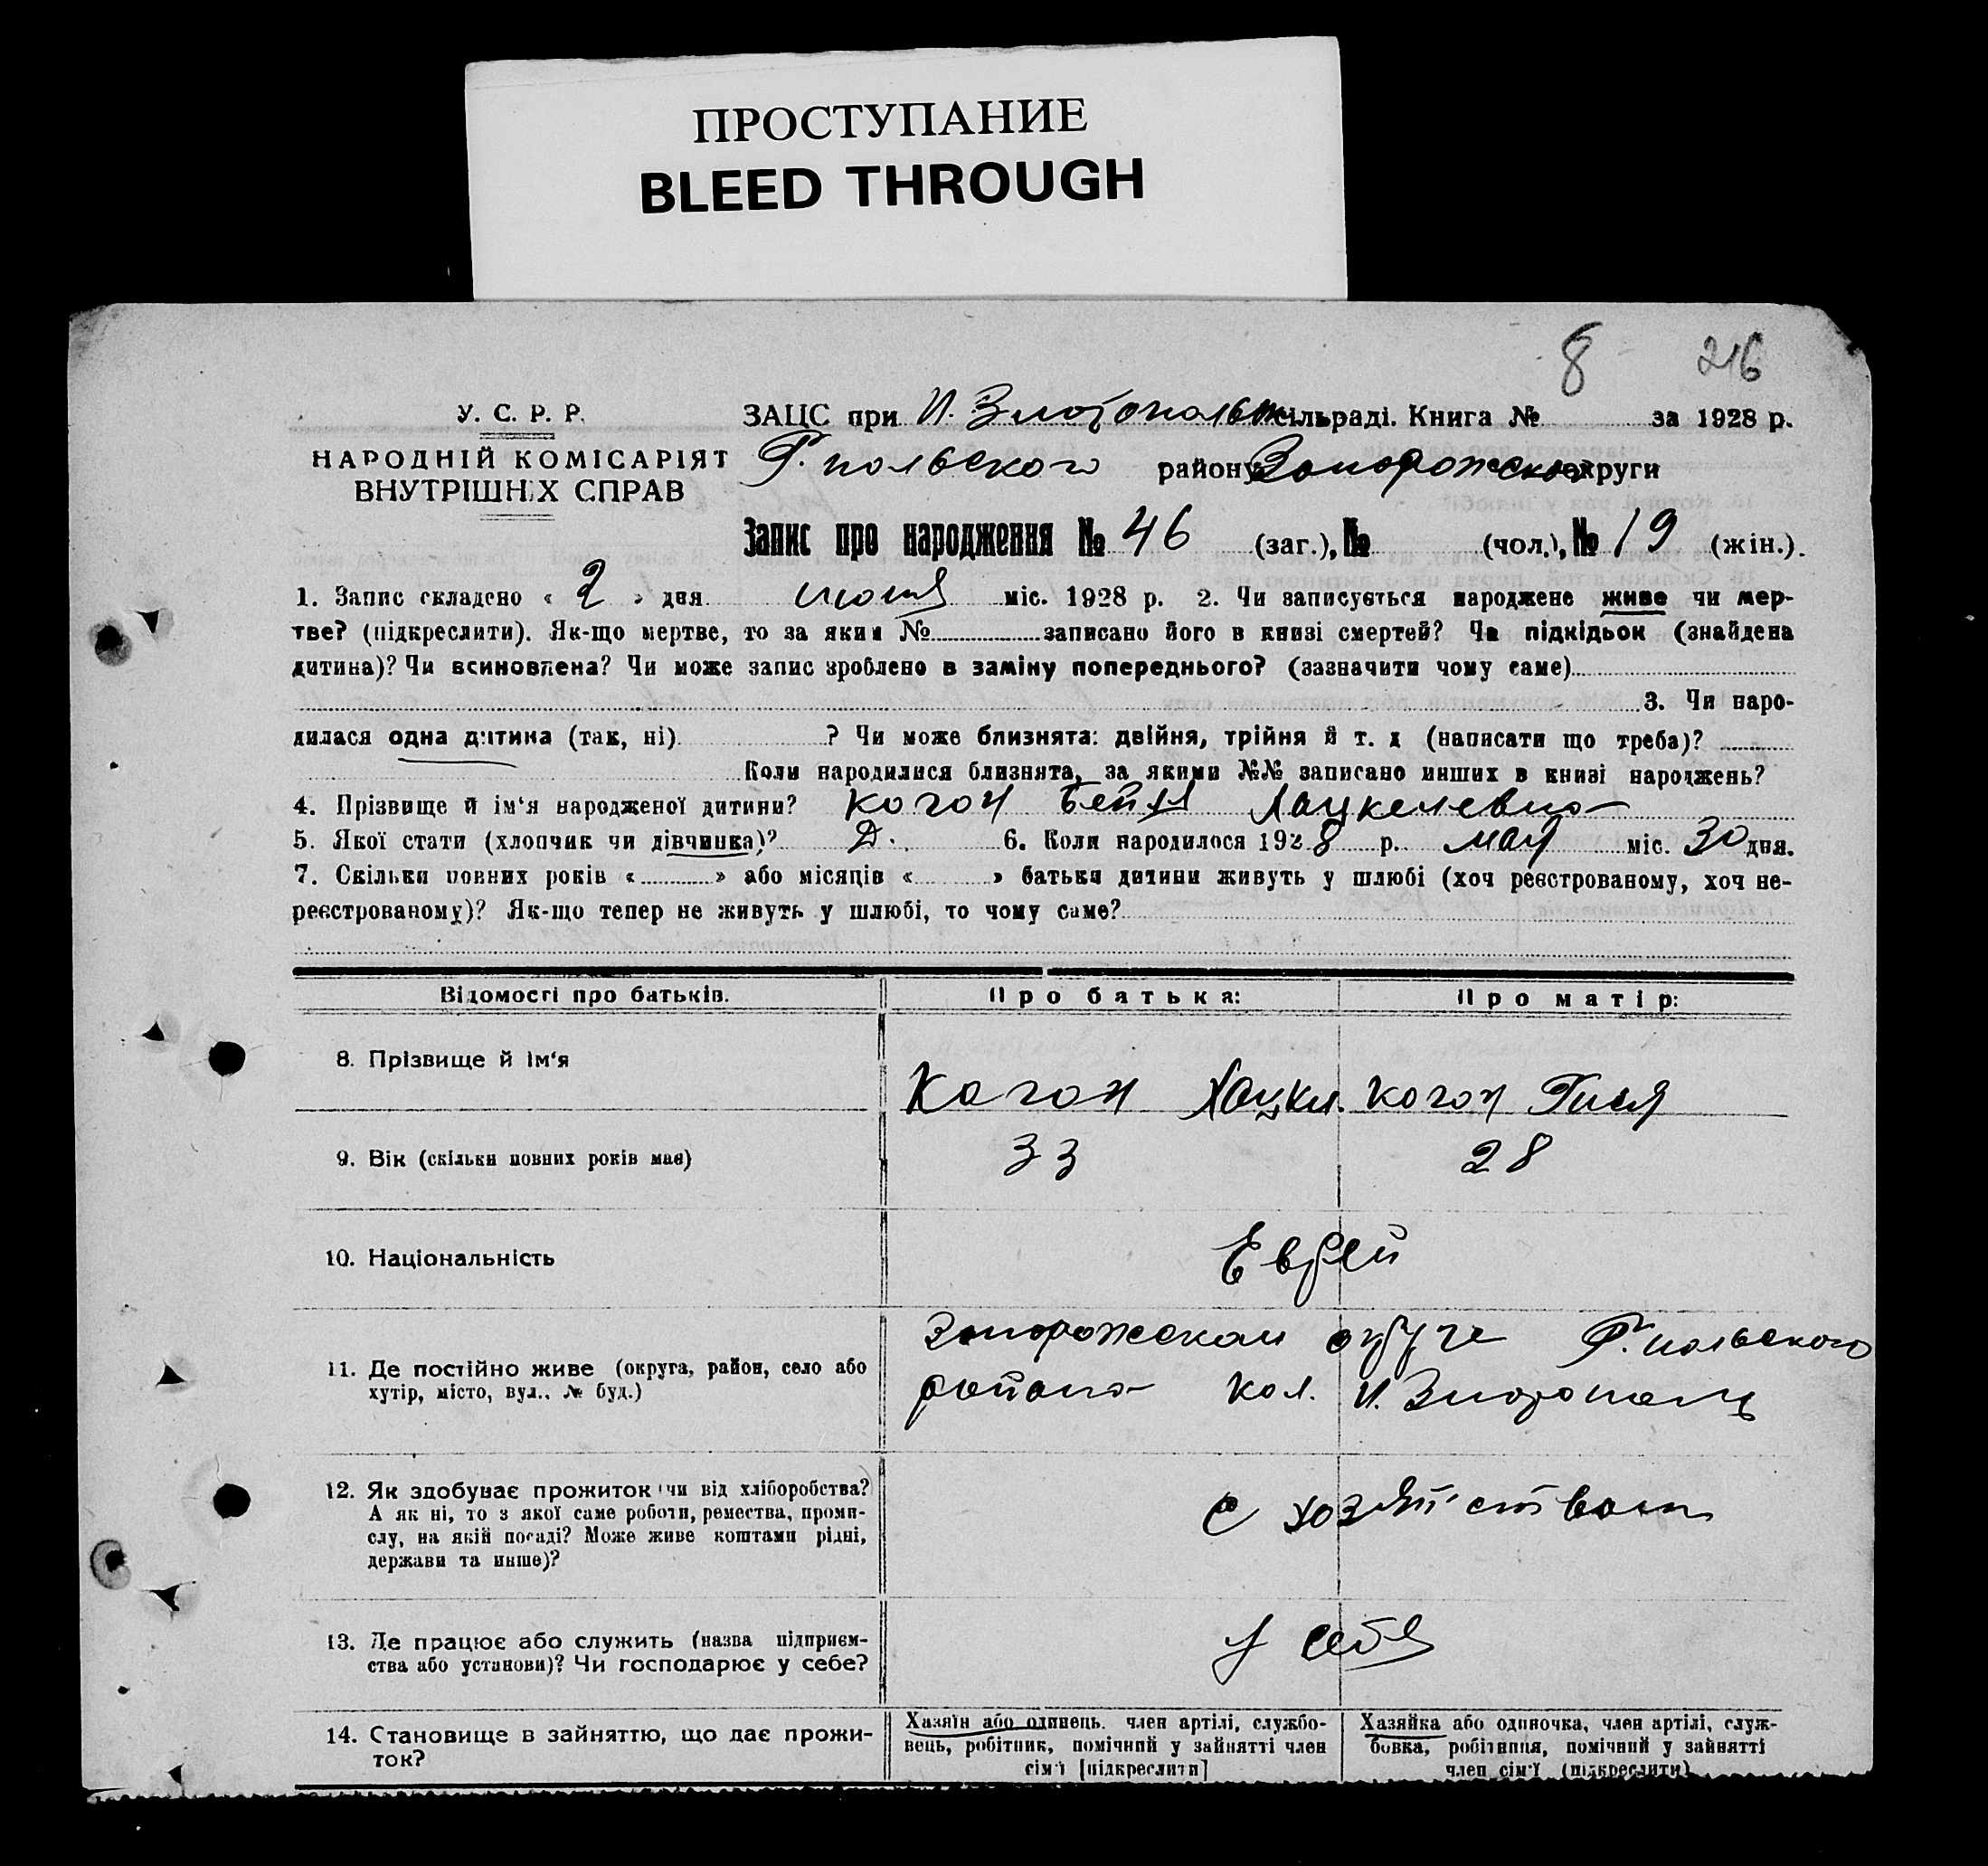 ПРОСТУПАНИЕ
BLEED THROUGH
8 216
У. С. Р. Р.
НАРОДНІЙ КОМІСАРІЯТ
ВНУТРІШНІХ СПРАВ
ЗАЦС при Н. Златопольск сільраді. Книга № за 1928 р.
польского району Запорожской округи
Запис про народження № 46 (заг.), № (чол.), № 19 (жін.).
1. Запис складено « 2 » дня июня міс. 1928 р. 2. Чи записується народжене живе чи мер-
тве? (підкреслити). Як-що мертве, то за яким № записано його в книзі смертей? Чи підкідьок (знайдена
дитина)? Чи всиновлена? Чи може запис зроблено в заміну попереднього? (зазначити чому саме)
3. Чи наро-
дилася одна дитина (так, ні) ? Чи може близнята: двійня, трійня й т. д (написати що треба)?
Коли народилися близнята, за якими №№ записано инших в книзі народжень?
4. Прізвище й ім'я народженої дитини? Коган Бейля Хацкелевна
5. Якої стати (хлопчик чи дівчинка)? Д. 6. Коли народилося 1928 р. мая міс. 30 дня.
7. Скільки повних років « » або місяців « » батьки дитини живуть у шлюбі (хоч реєстрованому, хоч не-
реєстрованому)? Як-що тепер не живуть у шлюбі, то чому саме?
Відомості про батьків. Про батька: Про матір:
8. Прізвище й ім'я
Коган Хацкл. Коган Гися
9. Вік (скільки повних років має) 33 28
10. Національність Еврей
Запорожской округе польского
11. Де постійно живе (округа, район, село або
хутір, місто, вул., № буд.) района кол. Н. Златополь
12. Як здобуває прожиток чи від хліборобства?
А як ні, то з якої саме роботи, ремества, проми-
слу, на якій посаді? Може живе коштами рідні,
держави та инше)?
С хозяйством
13. Де працює або служить (назва підприєм-
ства або установи)? Чи господарює у себе?
у себя
14. Становище в зайняттю, що дає прожи-
ток?
Хазяїн або одинець, член артілі, службо-
вець, робітник, помічний у зайнятті член
сім'ї [підкреслити]
Хазяйка або одиночка, член артілі, служ-
бовка, робітниця, помічний у зайнятті
член сім'ї (підкреслити)